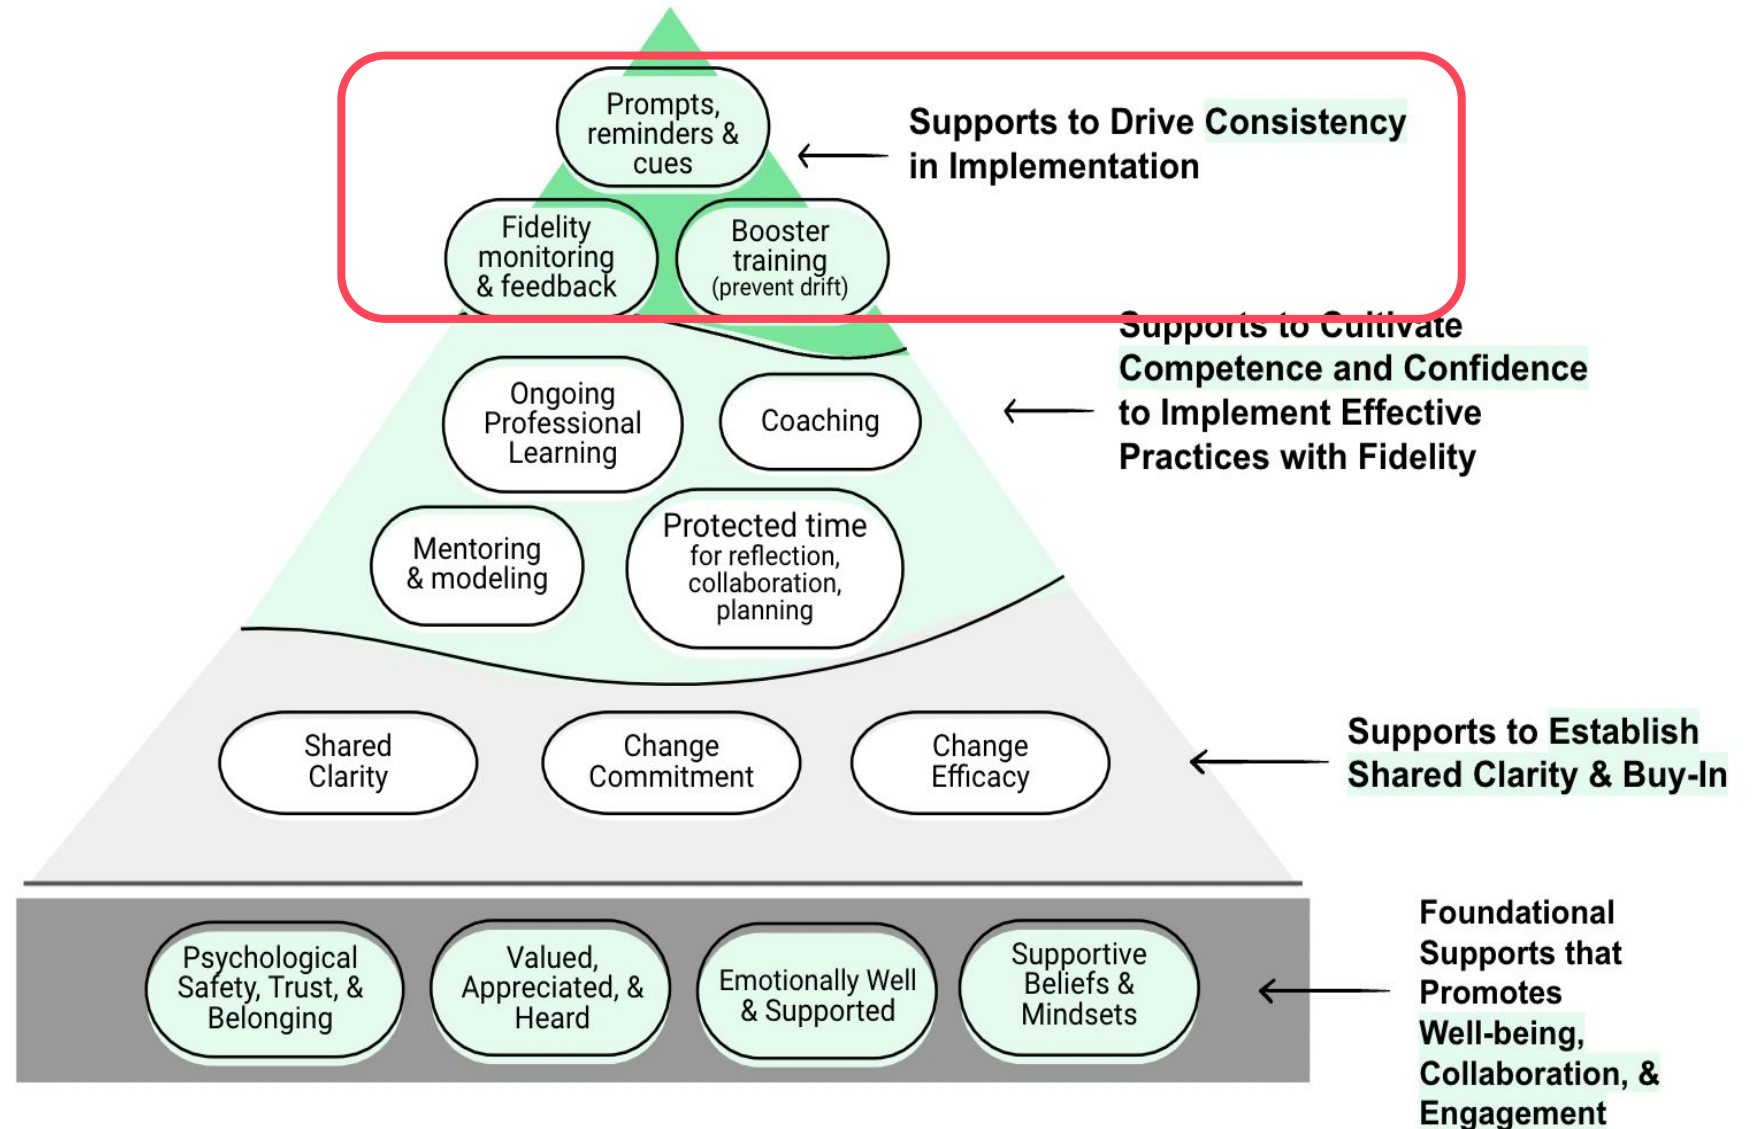 Prompts,
reminders &
cues
Supports to Drive Consistency
in Implementation
Fidelity
monitoring
& feedback
Booster
training
(prevent drift)
Supports to Cultivate
Competence and Confidence
to Implement Effective
Practices with Fidelity
Ongoing
Professional
Learning
Coaching
Mentoring
& modeling
Protected time
for reflection,
collaboration,
planning
Shared
Clarity
Change
Commitment
Change
Efficacy
Supports to Establish
Shared Clarity & Buy-In
Psychological
Safety, Trust, &
Belonging
Valued,
Appreciated, &
Heard
Emotionally Well
& Supported
Supportive
Beliefs &
Mindsets
Foundational
Supports that
Promotes
Well-being,
Collaboration, &
Engagement